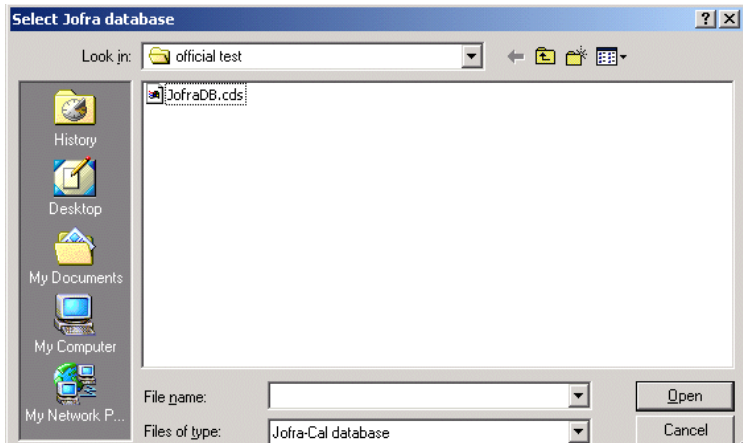 Select Jofra database
Look in: official test
JofraDB.cds
History
Desktop
My Documents
My Computer
My Network P...
File name:
Open
Files of type: Jofra-Cal database
Cancel